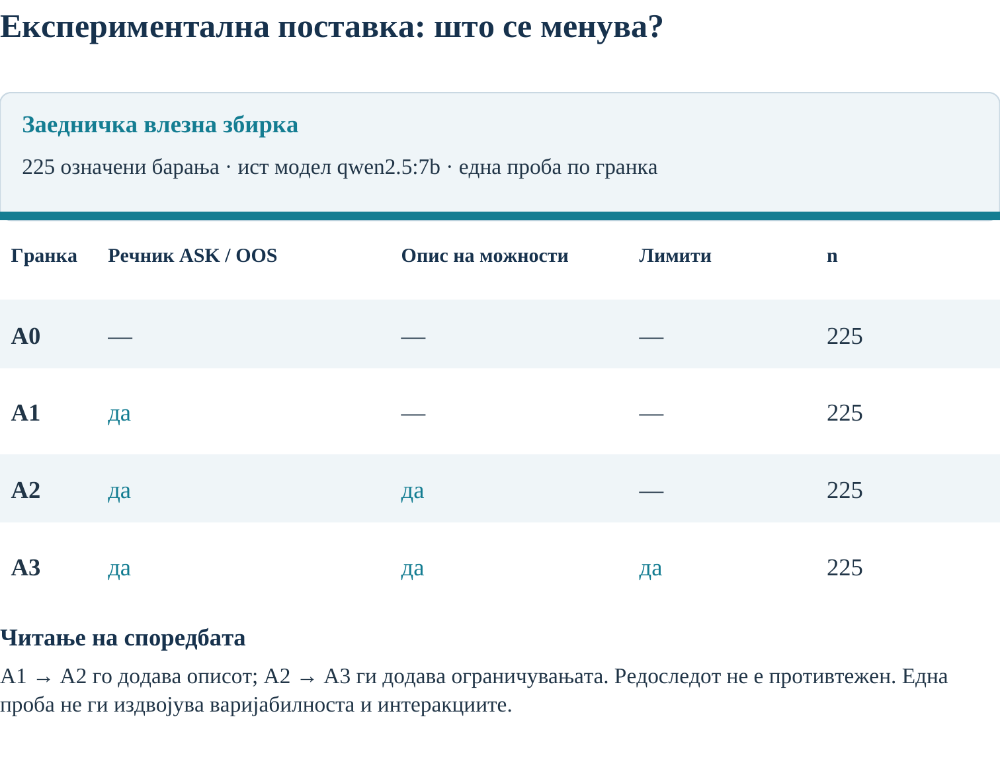 Експериментална поставка: што се менува?
Заедничка влезна збирка
225 означени барања · ист модел qwen2.5:7b · една проба по гранка
Гранка Речник ASK / OOS Опис на можности Лимити n
A0 — — — 225
A1 да — — 225
A2 да да — 225
A3 да да да 225
Читање на споредбата
A1 → A2 го додава описот; A2 → A3 ги додава ограничувањата. Редоследот не е противтежен. Една
проба не ги издвојува варијабилноста и интеракциите.